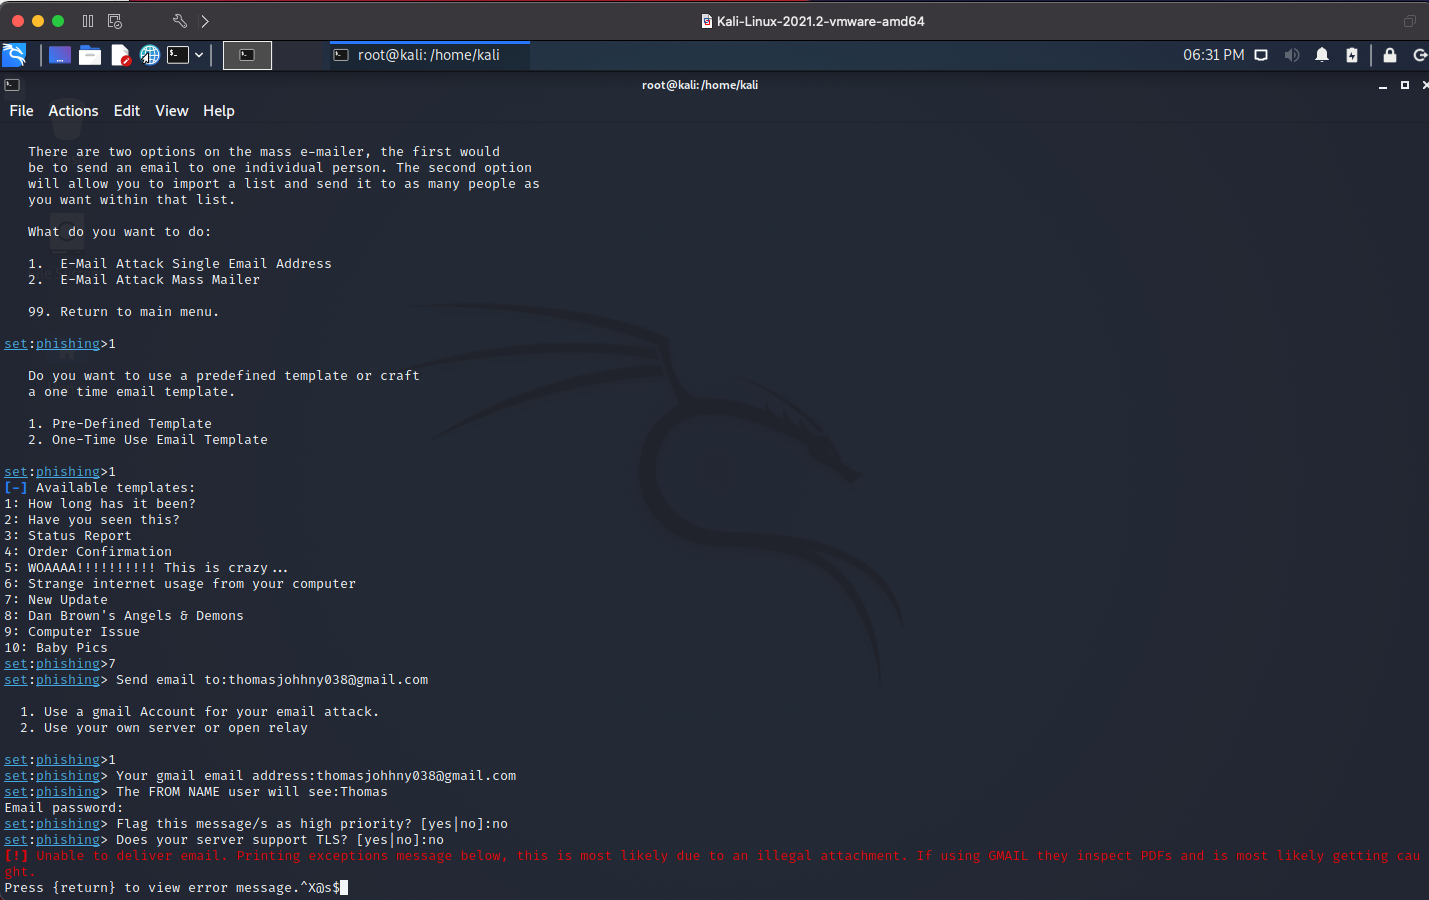 Kali-Linux-2021.2-vmware-amd64
root@kali: /home/kali
06:31 PM
root@kali: /home/kali
File Actions Edit View Help
There are two options on the mass e-mailer, the first would
be to send an email to one individual person. The second option
will allow you to import a list and send it to as many people as
you want within that list.
What do you want to do:
1.  E-Mail Attack Single Email Address
2.  E-Mail Attack Mass Mailer
99. Return to main menu.
set:phishing>1
Do you want to use a predefined template or craft
a one time email template.
1. Pre-Defined Template
2. One-Time Use Email Template
set:phishing>1
[-] Available templates:
1: How long has it been?
2: Have you seen this?
3: Status Report
4: Order Confirmation
5: WOAAAA!!!!!!!!!! This is crazy...
6: Strange internet usage from your computer
7: New Update
8: Dan Brown's Angels & Demons
9: Computer Issue
10: Baby Pics
set:phishing>7
set:phishing> Send email to:thomasjohhny038@gmail.com
1. Use a gmail Account for your email attack.
2. Use your own server or open relay
set:phishing>1
set:phishing> Your gmail email address:thomasjohhny038@gmail.com
set:phishing> The FROM NAME user will see:Thomas
Email password:
set:phishing> Flag this message/s as high priority? [yes|no]:no
set:phishing> Does your server support TLS? [yes|no]:no
[!] Unable to deliver email. Printing exceptions message below, this is most likely due to an illegal attachment. If using GMAIL they inspect PDFs and is most likely getting cau
ght.
Press {return} to view error message.^X@s$